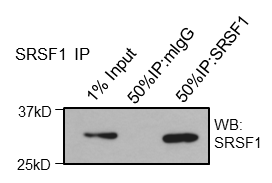 SRSF1 IP
1% Input
50%IP:mIgG
50%IP:SRSF1
37kD
25kD
WB:
SRSF1